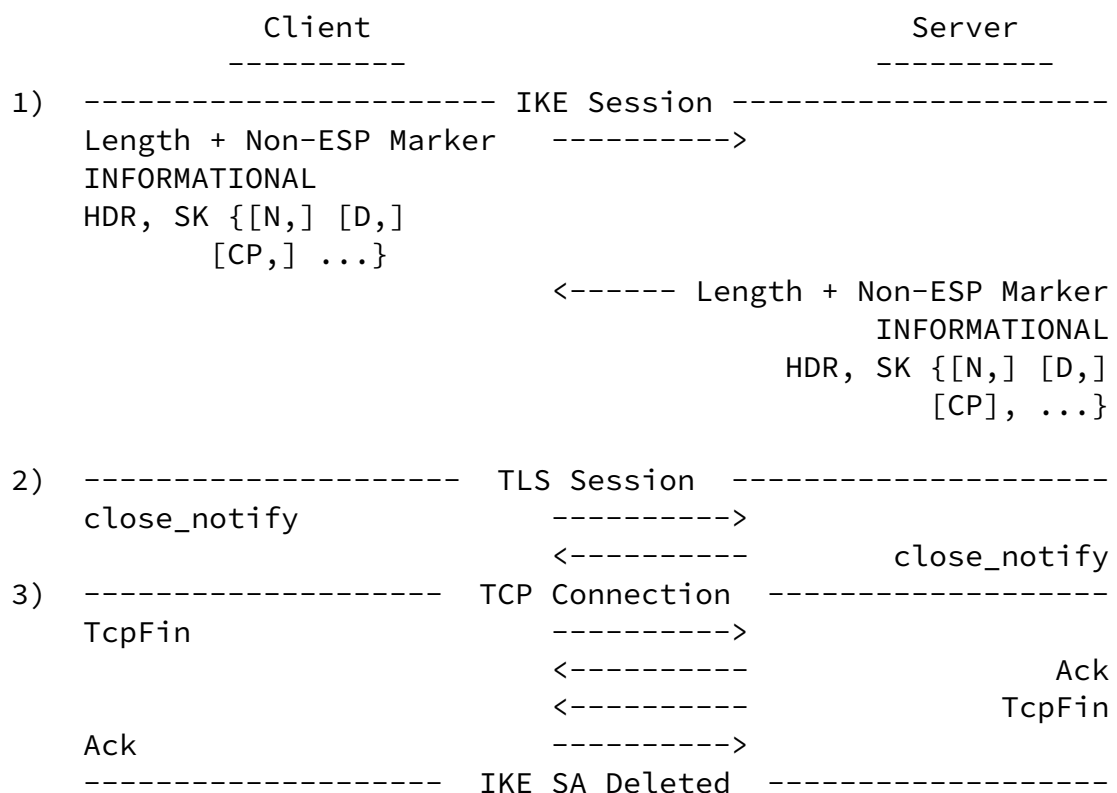 Client                              Server
----------                          ----------
1)  ----------------------- IKE Session ---------------------
Length + Non-ESP Marker   ---------->
INFORMATIONAL
HDR, SK {[N,] [D,]
[CP,] ...}
<------ Length + Non-ESP Marker
INFORMATIONAL
HDR, SK {[N,] [D,]
[CP], ...}
2)  ---------------------  TLS Session  ---------------------
close_notify              ---------->
<----------        close_notify
3)  --------------------  TCP Connection  -------------------
TcpFin                    ---------->
<----------                 Ack
<----------              TcpFin
Ack                       ---------->
--------------------  IKE SA Deleted  -------------------